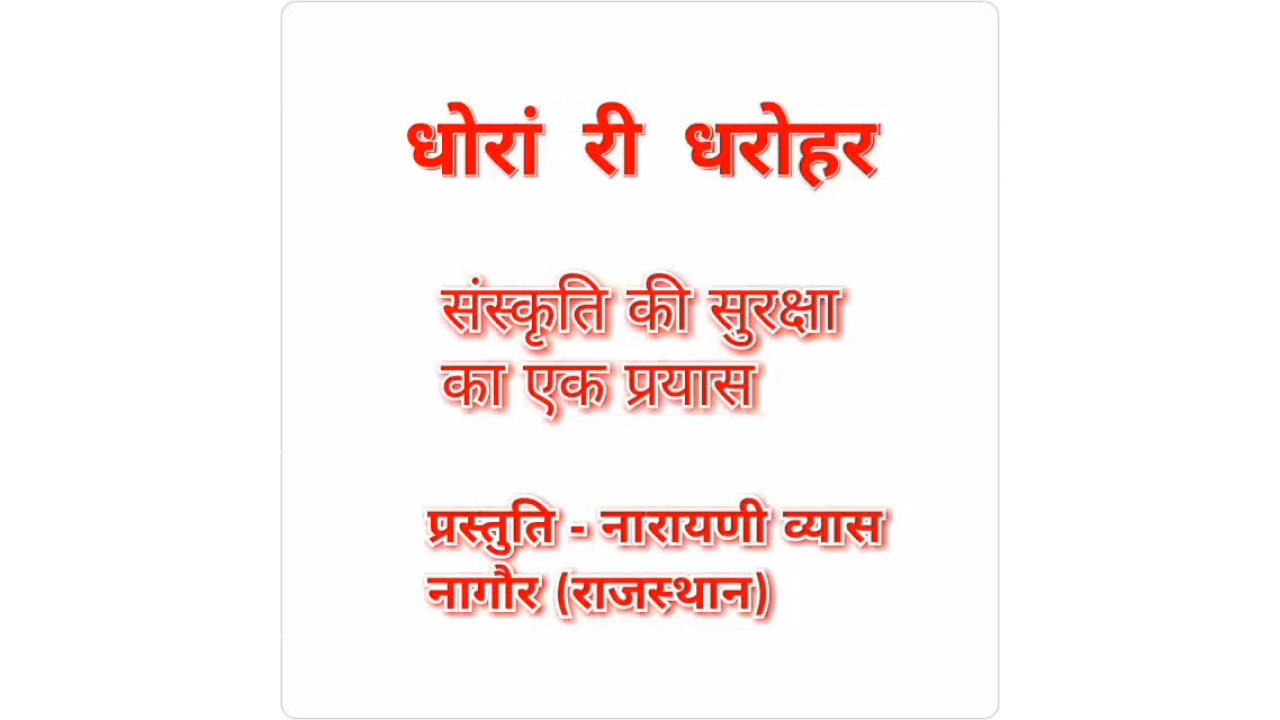 धोरां री धरोहर
संस्कृति की सुरक्षा
का एक प्रयास
प्रस्तुति - नारायणी व्यास
नागौर (राजस्थान)